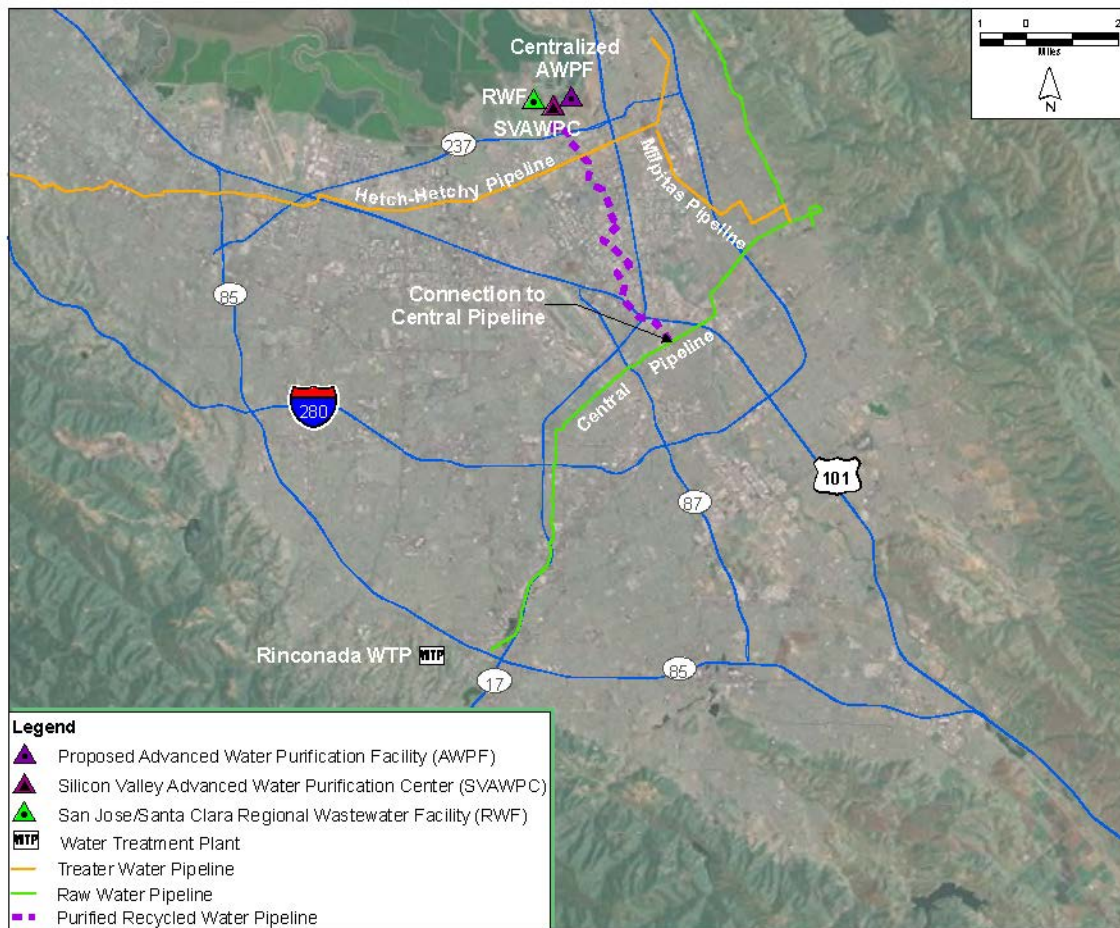 1 0 2
Miles
N
Centralized
AWPF
RWF
SVAWPC
237
Hetch-Hetchy Pipeline
Milpitas Pipeline
85
Connection to
Central Pipeline
Central Pipeline
280
101
87
Rinconada WTP WTP
85
17
Legend
Proposed Advanced Water Purification Facility (AWPF)
Silicon Valley Advanced Water Purification Center (SVAWPC)
San Jose/Santa Clara Regional Wastewater Facility (RWF)
WTP Water Treatment Plant
Treater Water Pipeline
Raw Water Pipeline
Purified Recycled Water Pipeline